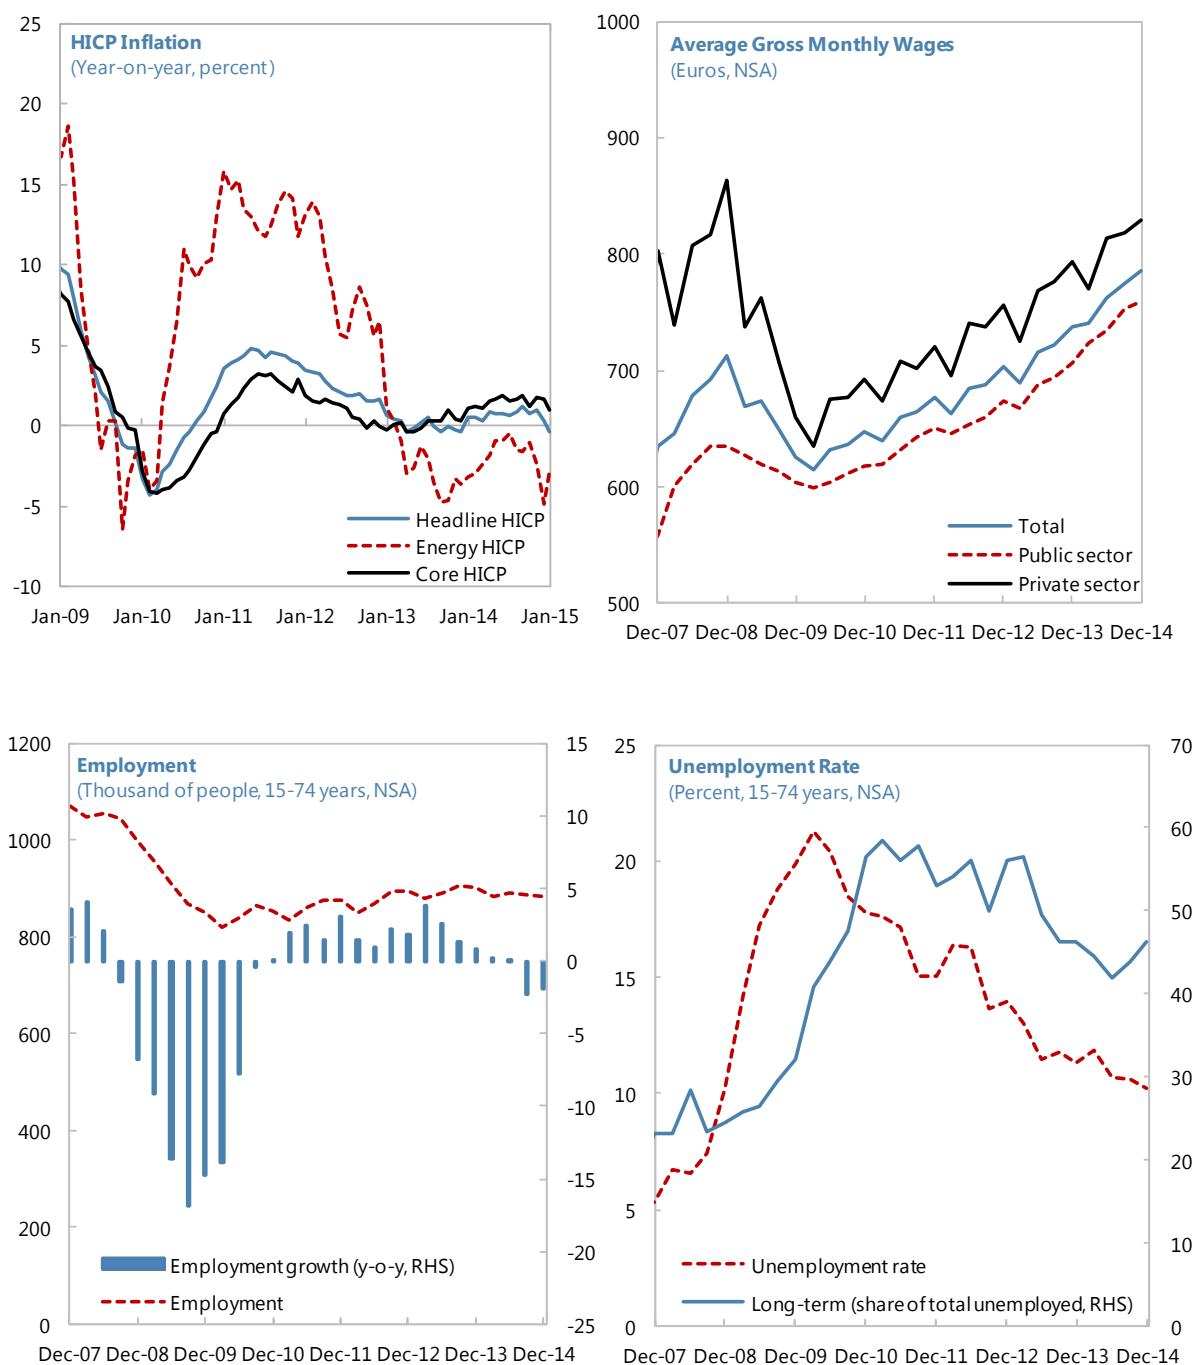 HICP Inflation
(Year-on-year, percent)
25
20
15
10
5
0
-5
-10
Headline HICP
Energy HICP
Core HICP
Jan-09 Jan-10 Jan-11 Jan-12 Jan-13 Jan-14 Jan-15
Average Gross Monthly Wages
(Euros, NSA)
1000
900
800
700
600
500
Total
Public sector
Private sector
Dec-07 Dec-08 Dec-09 Dec-10 Dec-11 Dec-12 Dec-13 Dec-14
Employment
(Thousand of people, 15-74 years, NSA)
1200
1000
800
600
400
200
0
15
10
5
0
-5
-10
-15
-20
-25
Employment growth (y-o-y, RHS)
Employment
Dec-07 Dec-08 Dec-09 Dec-10 Dec-11 Dec-12 Dec-13 Dec-14
Unemployment Rate
(Percent, 15-74 years, NSA)
25
20
15
10
5
0
70
60
50
40
30
20
10
0
Unemployment rate
Long-term (share of total unemployed, RHS)
Dec-07 Dec-08 Dec-09 Dec-10 Dec-11 Dec-12 Dec-13 Dec-14